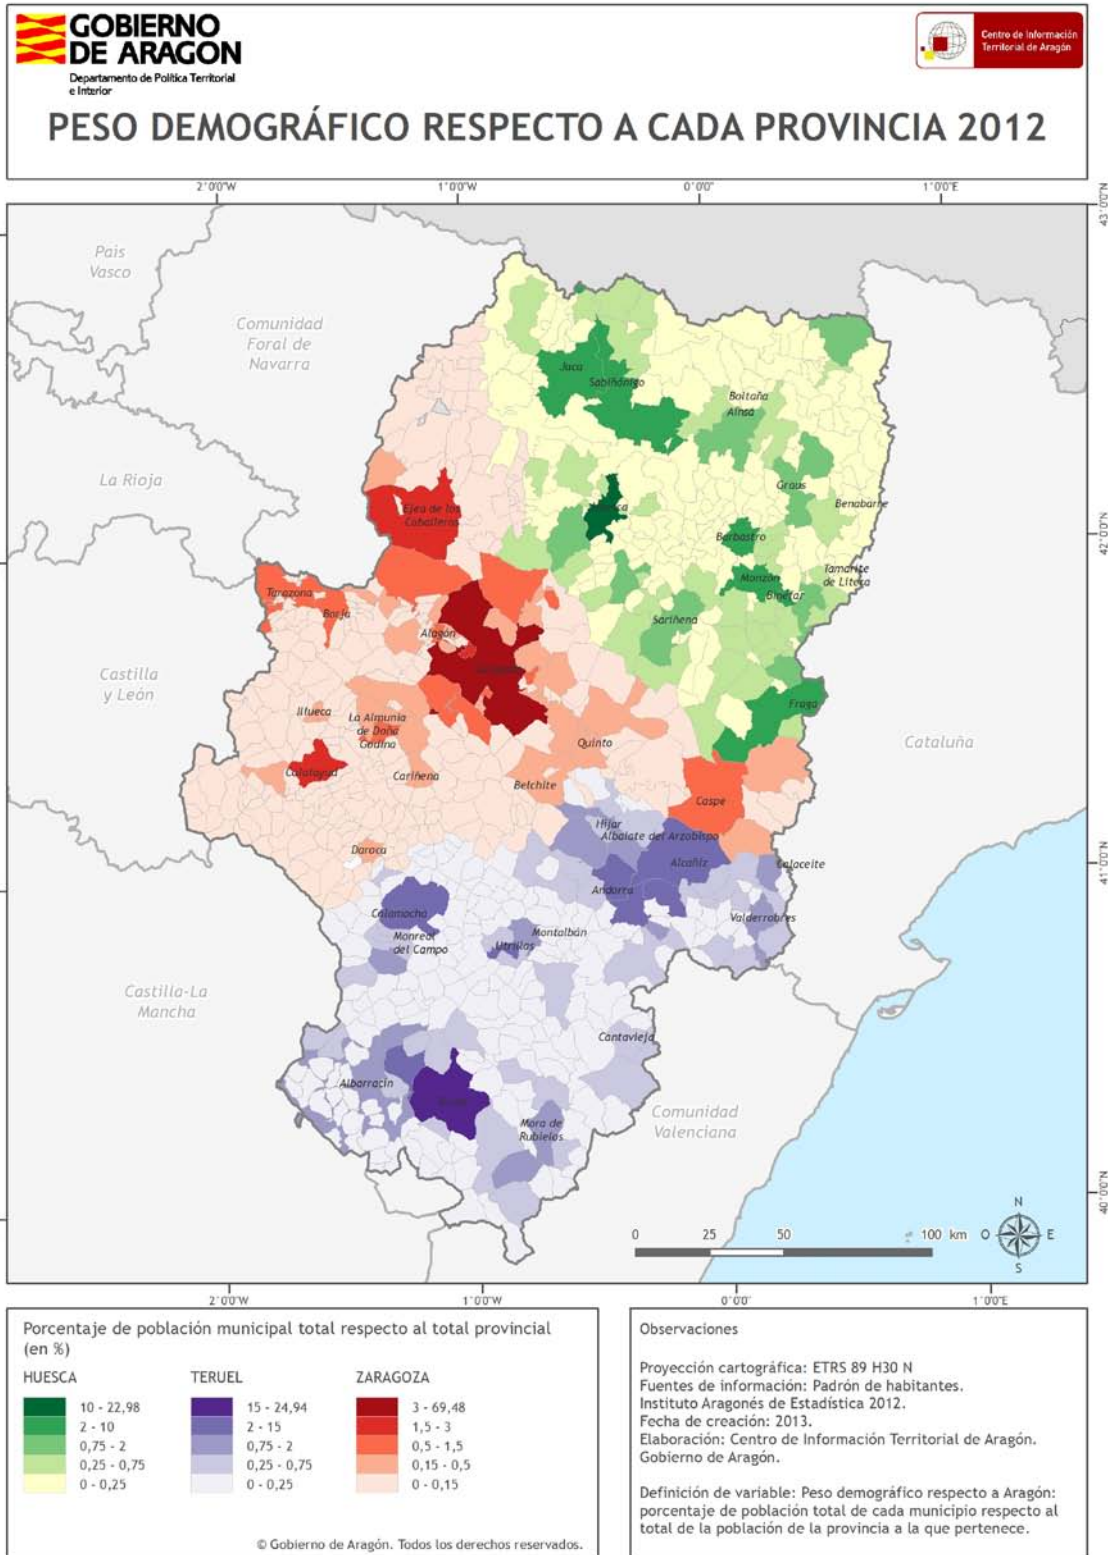 GOBIERNO
DE ARAGON
Departamento de Política Territorial
e Interior
Centro de Información
Territorial de Aragón
PESO DEMOGRÁFICO RESPECTO A CADA PROVINCIA 2012
2°0'0"W
1°0'0"W
0°0'0"
1°0'0"E
43°0'0"N
País
Vasco
Comunidad
Foral de
Navarra
Jaca
Sabiñánigo
Boltaña
Aínsa
La Rioja
Graus
Benabarre
Ejea de los
Caballeros
42°0'0"N
Barbastro
Tamarite
de Litera
Monzón
Binéfar
Tarazona
Borja
Sariñena
Alagón
Castilla
y León
Fraga
Illueca
La Almunia
de Doña
Godina
Quinto
Cataluña
Calatayud
Cariñena
Belchite
Caspe
Híjar
Albalate del Arzobispo
Daroca
Alcañiz
Calaceite
41°0'0"N
Andorra
Calamocha
Valderrobres
Monreal
del Campo
Utrillas
Montalbán
Castilla-La
Mancha
Cantavieja
Albarracín
Mora de
Rubielos
Comunidad
Valenciana
40°0'0"N
N
0 25 50 100 km
O E
S
2°0'0"W
1°0'0"W
0°0'0"
1°0'0"E
Porcentaje de población municipal total respecto al total provincial
(en %)
HUESCA
10 - 22,98
2 - 10
0,75 - 2
0,25 - 0,75
0 - 0,25
TERUEL
15 - 24,94
2 - 15
0,75 - 2
0,25 - 0,75
0 - 0,25
ZARAGOZA
3 - 69,48
1,5 - 3
0,5 - 1,5
0,15 - 0,5
0 - 0,15
© Gobierno de Aragón. Todos los derechos reservados.
Observaciones
Proyección cartográfica: ETRS 89 H30 N
Fuentes de información: Padrón de habitantes.
Instituto Aragonés de Estadística 2012.
Fecha de creación: 2013.
Elaboración: Centro de Información Territorial de Aragón.
Gobierno de Aragón.
Definición de variable: Peso demográfico respecto a Aragón:
porcentaje de población total de cada municipio respecto al
total de la población de la provincia a la que pertenece.